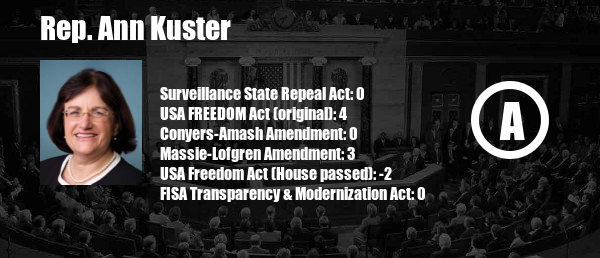 Rep. Ann Kuster
Surveillance State Repeal Act: 0
USA FREEDOM Act (original): 4
Conyers-Amash Amendment: 0
Massie-Lofgren Amendment: 3
USA Freedom Act (House passed): -2
FISA Transparency & Modernization Act: 0
A